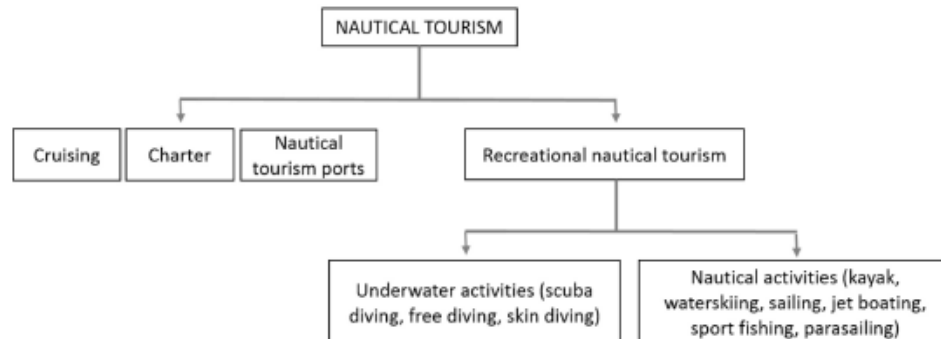 NAUTICAL TOURISM
Cruising
Charter
Nautical
tourism ports
Recreational nautical tourism
Underwater activities (scuba
diving, free diving, skin diving)
Nautical activities (kayak,
waterskiing, sailing, jet boating,
sport fishing, parasailing)